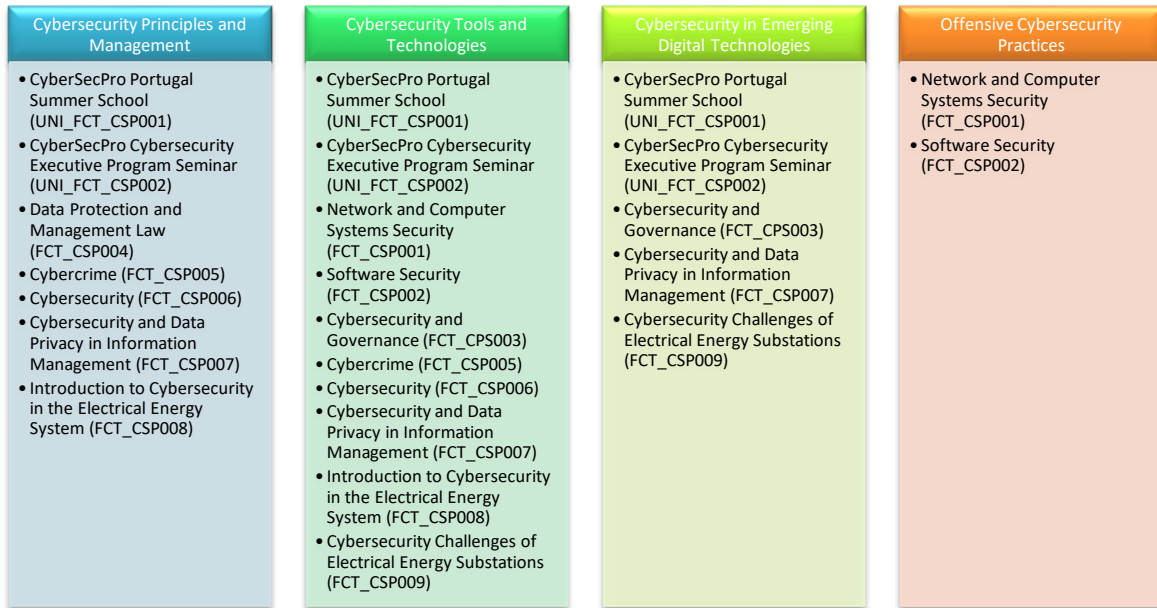 Cybersecurity Principles and
Management
• CyberSecPro Portugal
Summer School
(UNI_FCT_CSP001)
• CyberSecPro Cybersecurity
Executive Program Seminar
(UNI_FCT_CSP002)
• Data Protection and
Management Law
(FCT_CSP004)
• Cybercrime (FCT_CSP005)
• Cybersecurity (FCT_CSP006)
• Cybersecurity and Data
Privacy in Information
Management (FCT_CSP007)
• Introduction to Cybersecurity
in the Electrical Energy
System (FCT_CSP008)
Cybersecurity Tools and
Technologies
• CyberSecPro Portugal
Summer School
(UNI_FCT_CSP001)
• CyberSecPro Cybersecurity
Executive Program Seminar
(UNI_FCT_CSP002)
• Network and Computer
Systems Security
(FCT_CSP001)
• Software Security
(FCT_CSP002)
• Cybersecurity and
Governance (FCT_CPS003)
• Cybercrime (FCT_CSP005)
• Cybersecurity (FCT_CSP006)
• Cybersecurity and Data
Privacy in Information
Management (FCT_CSP007)
• Introduction to Cybersecurity
in the Electrical Energy
System (FCT_CSP008)
• Cybersecurity Challenges of
Electrical Energy Substations
(FCT_CSP009)
Cybersecurity in Emerging
Digital Technologies
• CyberSecPro Portugal
Summer School
(UNI_FCT_CSP001)
• CyberSecPro Cybersecurity
Executive Program Seminar
(UNI_FCT_CSP002)
• Cybersecurity and
Governance (FCT_CPS003)
• Cybersecurity and Data
Privacy in Information
Management (FCT_CSP007)
• Cybersecurity Challenges of
Electrical Energy Substations
(FCT_CSP009)
Offensive Cybersecurity
Practices
• Network and Computer
Systems Security
(FCT_CSP001)
• Software Security
(FCT_CSP002)